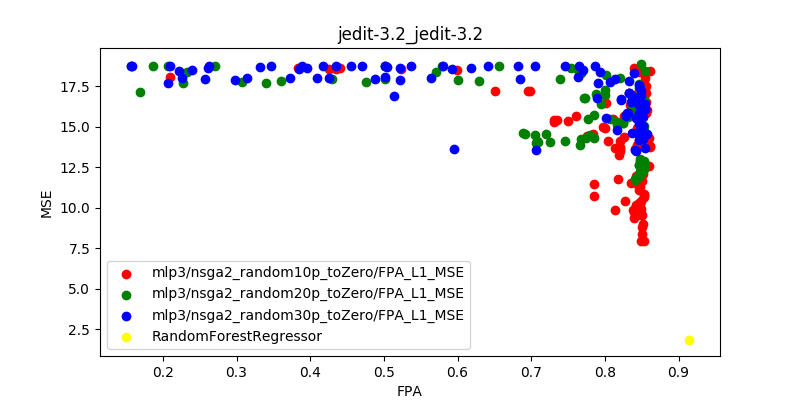 jedit-3.2_jedit-3.2
MSE
17.5
15.0
12.5
10.0
7.5
5.0
2.5
mlp3/nsga2_random10p_toZero/FPA_L1_MSE
mlp3/nsga2_random20p_toZero/FPA_L1_MSE
mlp3/nsga2_random30p_toZero/FPA_L1_MSE
RandomForestRegressor
0.2 0.3 0.4 0.5 0.6 0.7 0.8 0.9
FPA